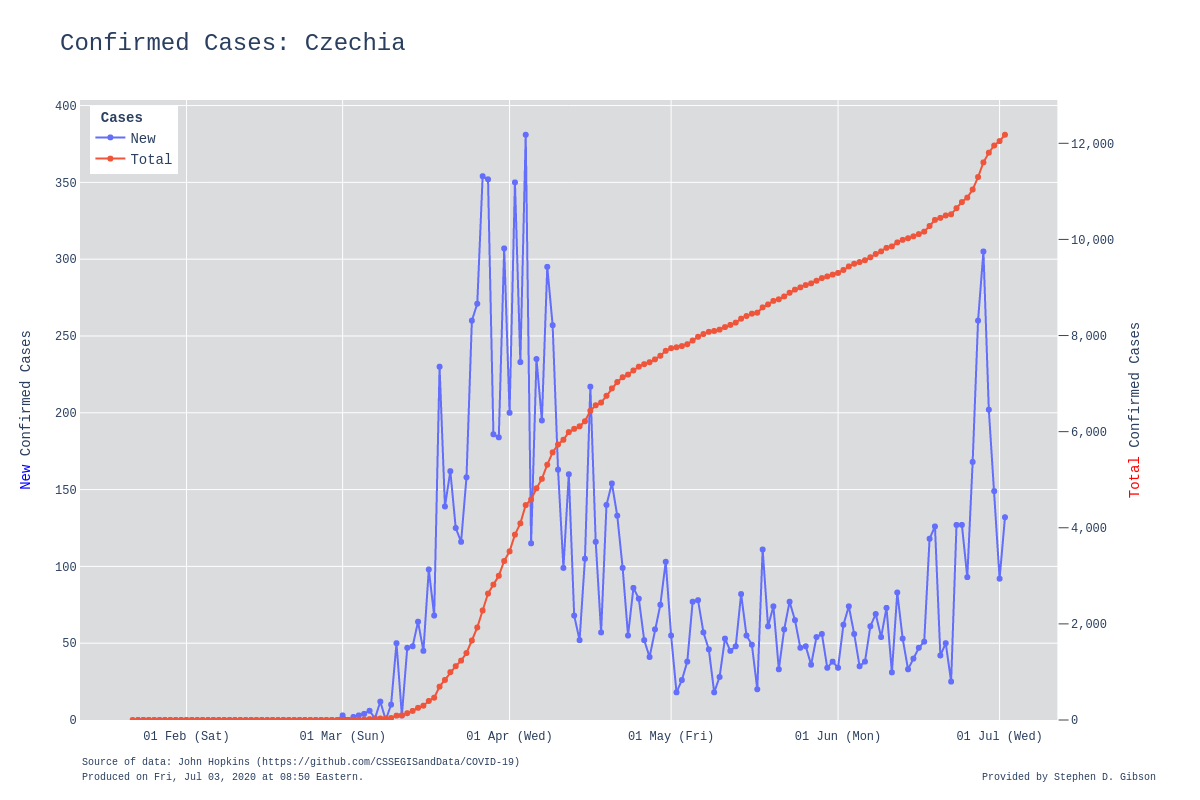 Confirmed Cases: Czechia
Cases
New
Total
400
350
300
250
200
150
100
50
0
12,000
10,000
8,000
6,000
4,000
2,000
0
New Confirmed Cases
Total Confirmed Cases
01 Feb (Sat)
01 Mar (Sun)
01 Apr (Wed)
01 May (Fri)
01 Jun (Mon)
01 Jul (Wed)
Source of data: John Hopkins (https://github.com/CSSEGISandData/COVID-19)
Produced on Fri, Jul 03, 2020 at 08:50 Eastern.
Provided by Stephen D. Gibson